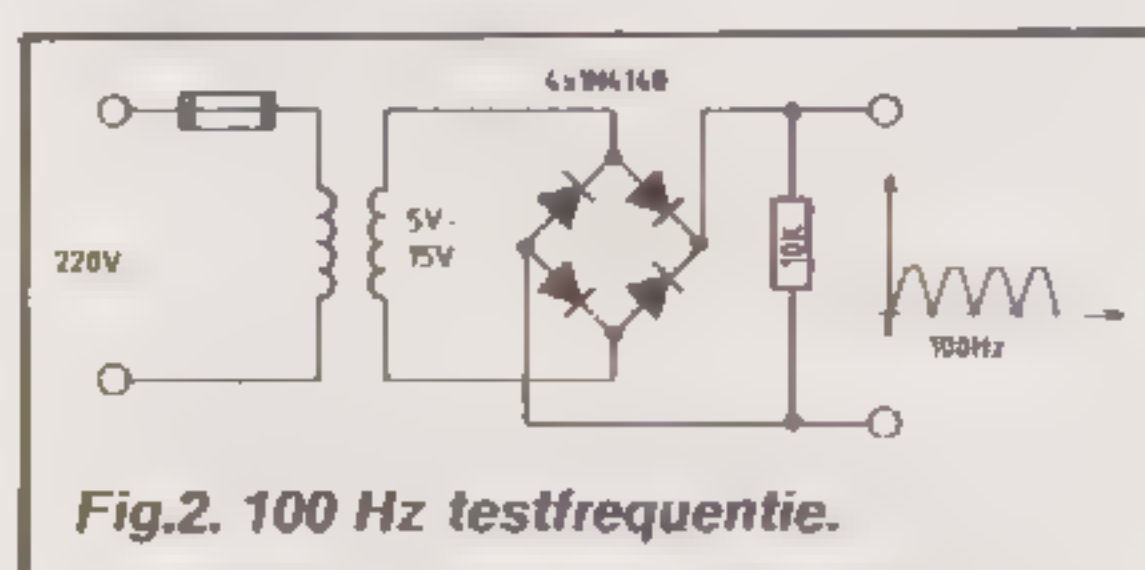 4x1N4148
220V
5V-
15V
10K
100Hz
Fig.2. 100 Hz testfrequentie.